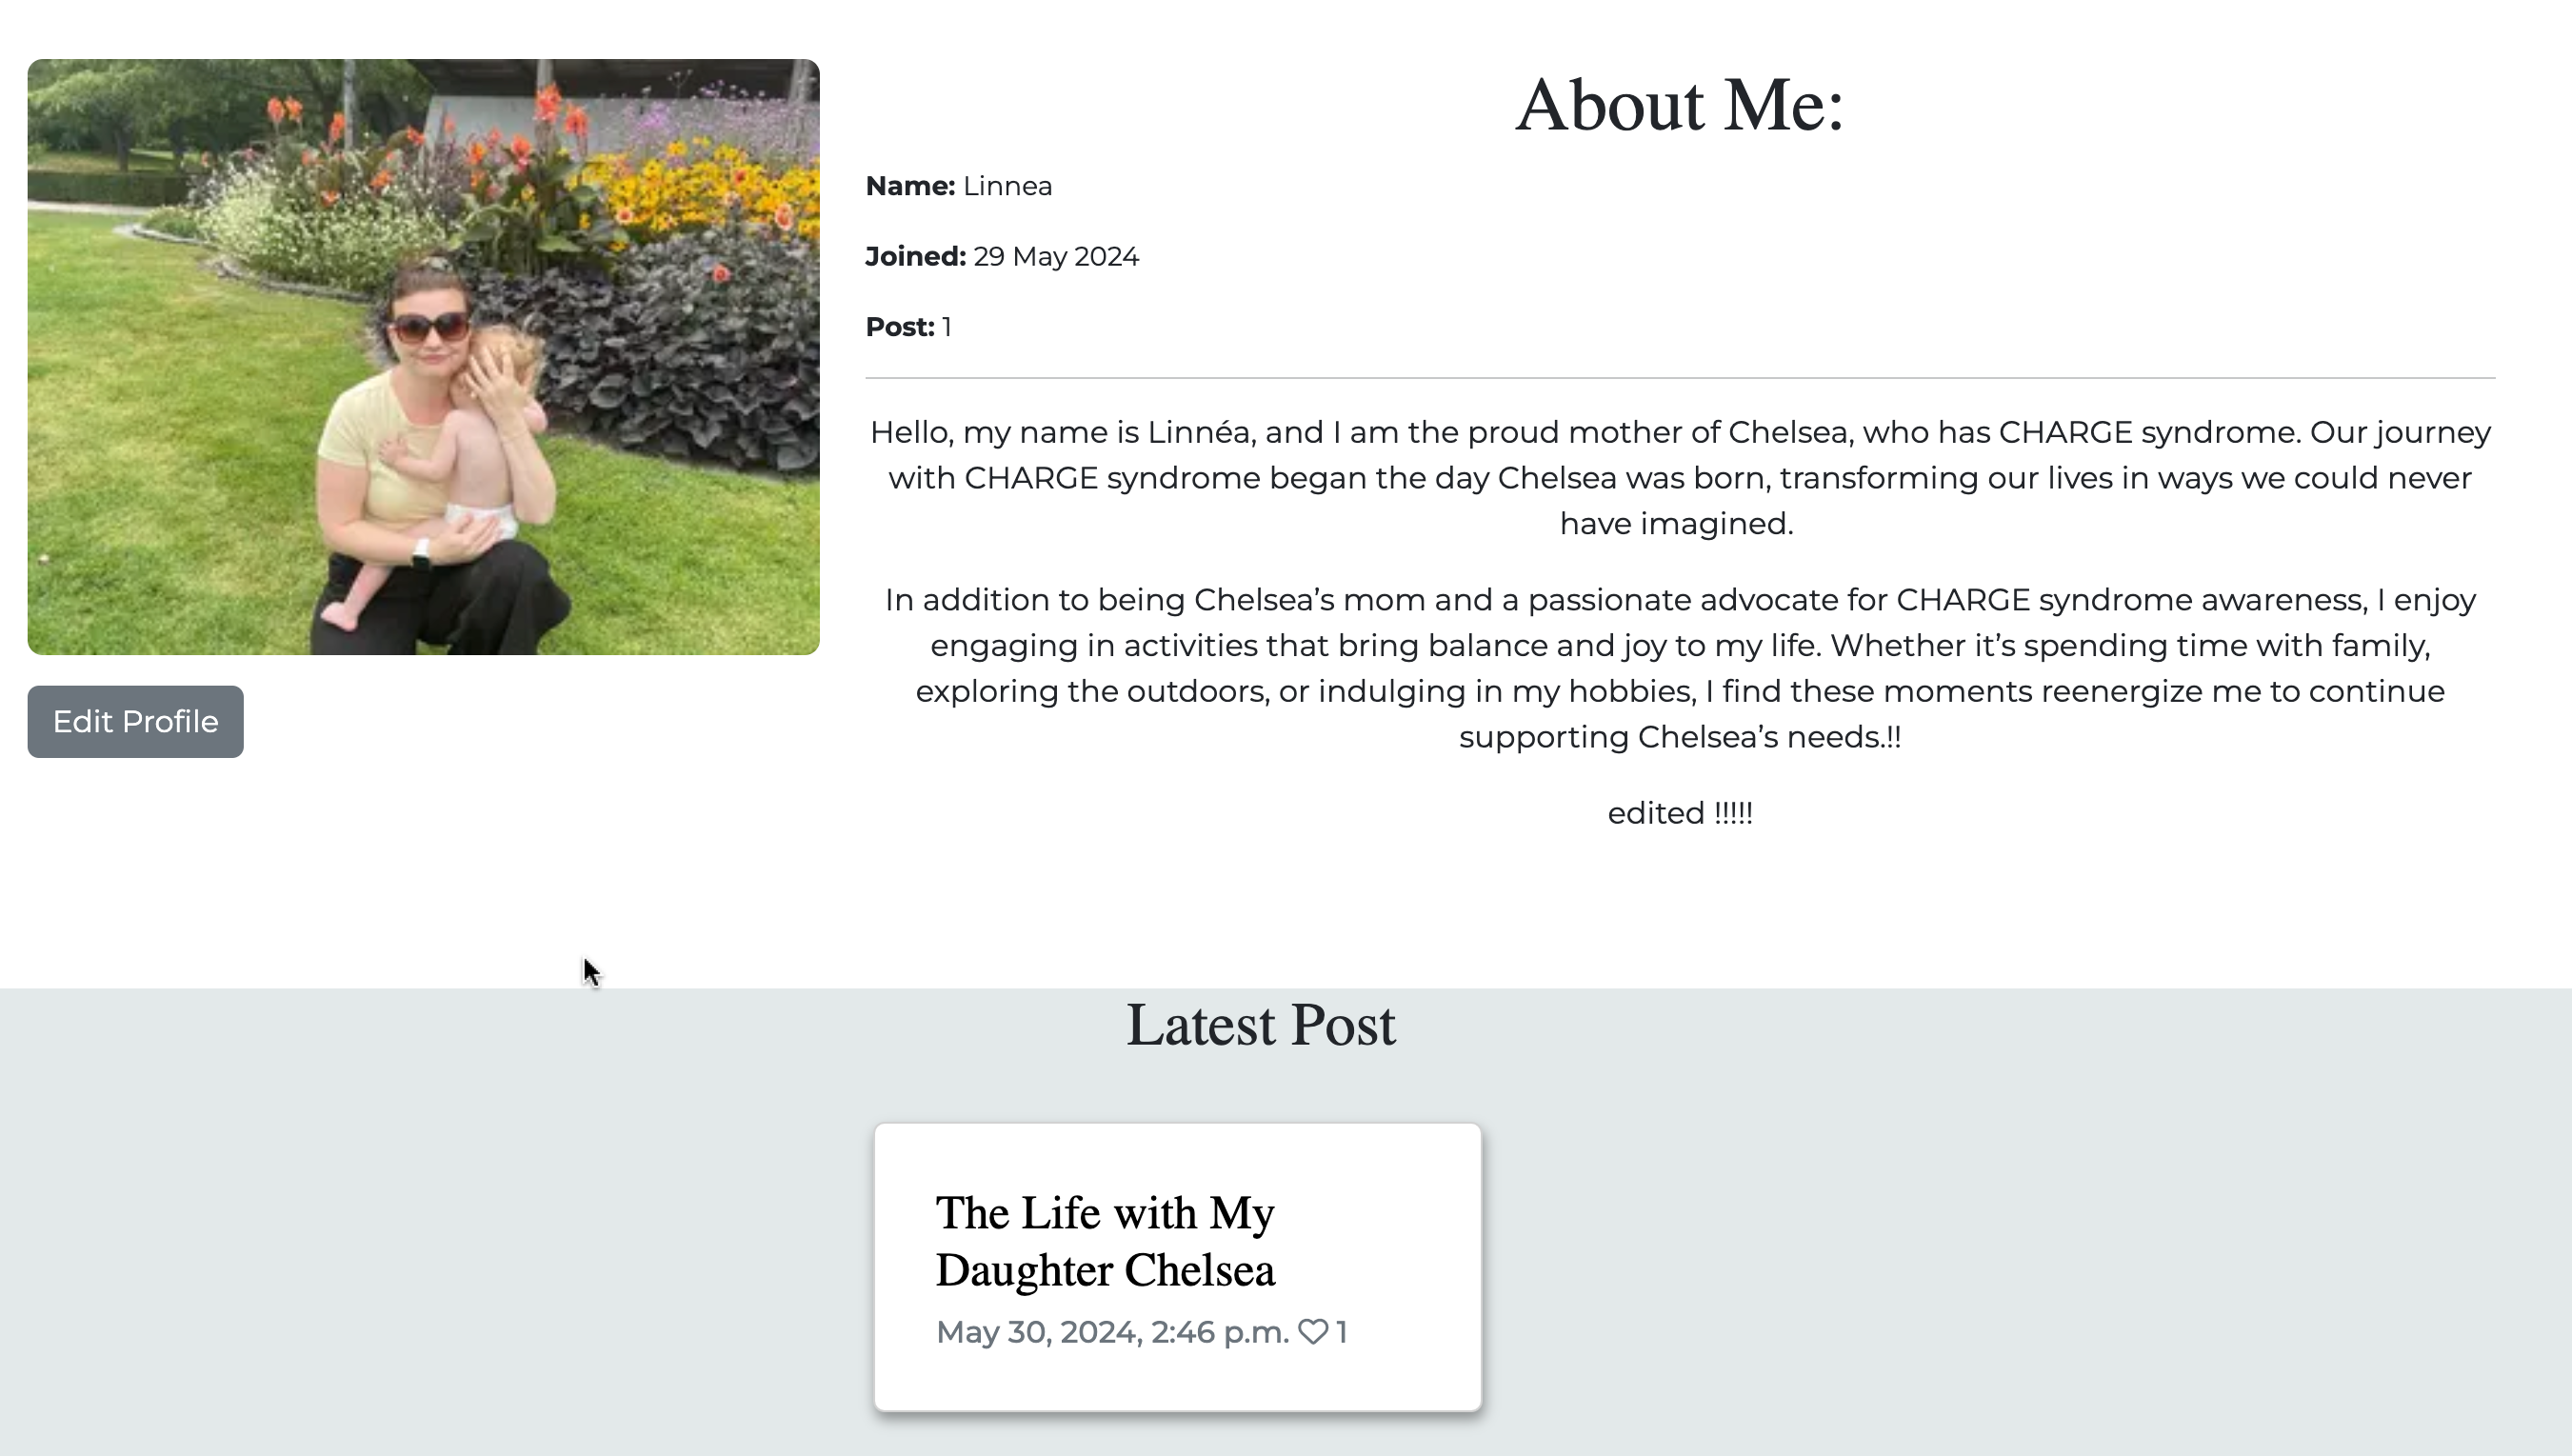 About Me:
Name: Linnea
Joined: 29 May 2024
Post: 1
Hello, my name is Linnéa, and I am the proud mother of Chelsea, who has CHARGE syndrome. Our journey
with CHARGE syndrome began the day Chelsea was born, transforming our lives in ways we could never
have imagined.
In addition to being Chelsea’s mom and a passionate advocate for CHARGE syndrome awareness, I enjoy
engaging in activities that bring balance and joy to my life. Whether it’s spending time with family,
exploring the outdoors, or indulging in my hobbies, I find these moments reenergize me to continue
supporting Chelsea’s needs.!!
edited !!!!!
Edit Profile
Latest Post
The Life with My
Daughter Chelsea
May 30, 2024, 2:46 p.m. ♡ 1